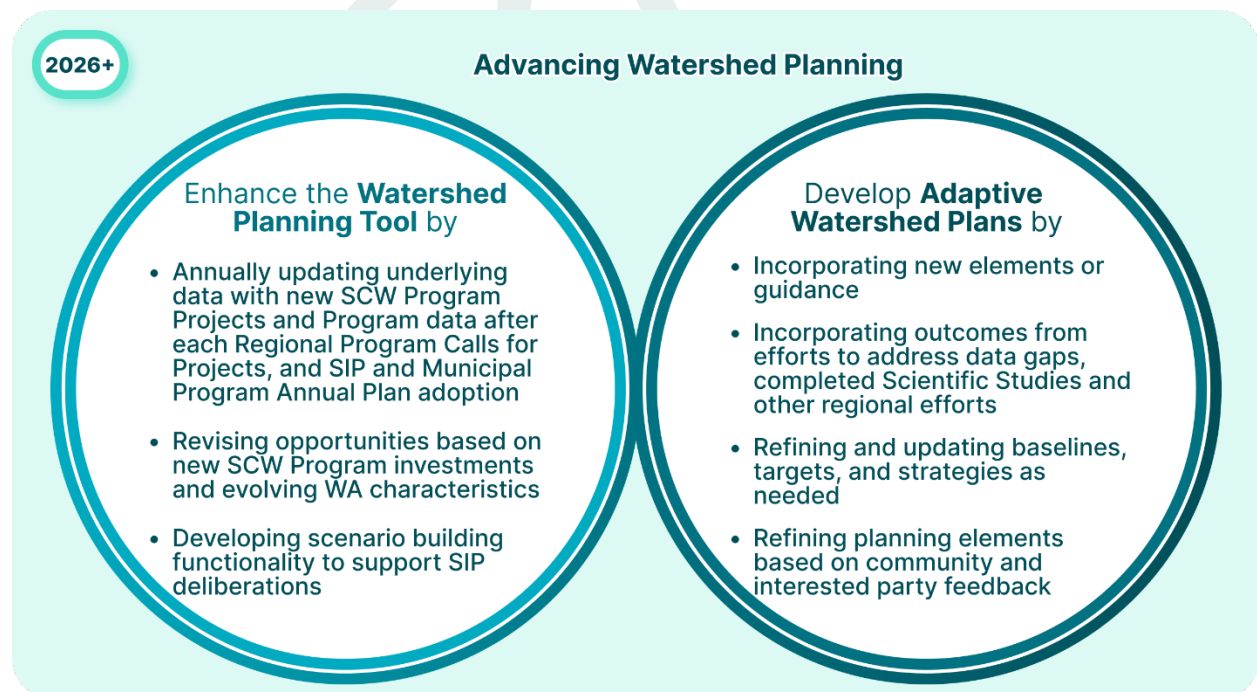 2026+
Advancing Watershed Planning
Enhance the Watershed
Planning Tool by
• Annually updating underlying
data with new SCW Program
Projects and Program data after
each Regional Program Calls for
Projects, and SIP and Municipal
Program Annual Plan adoption
• Revising opportunities based on
new SCW Program investments
and evolving WA characteristics
• Developing scenario building
functionality to support SIP
deliberations
Develop Adaptive
Watershed Plans by
• Incorporating new elements or
guidance
• Incorporating outcomes from
efforts to address data gaps,
completed Scientific Studies and
other regional efforts
• Refining and updating baselines,
targets, and strategies as
needed
• Refining planning elements
based on community and
interested party feedback